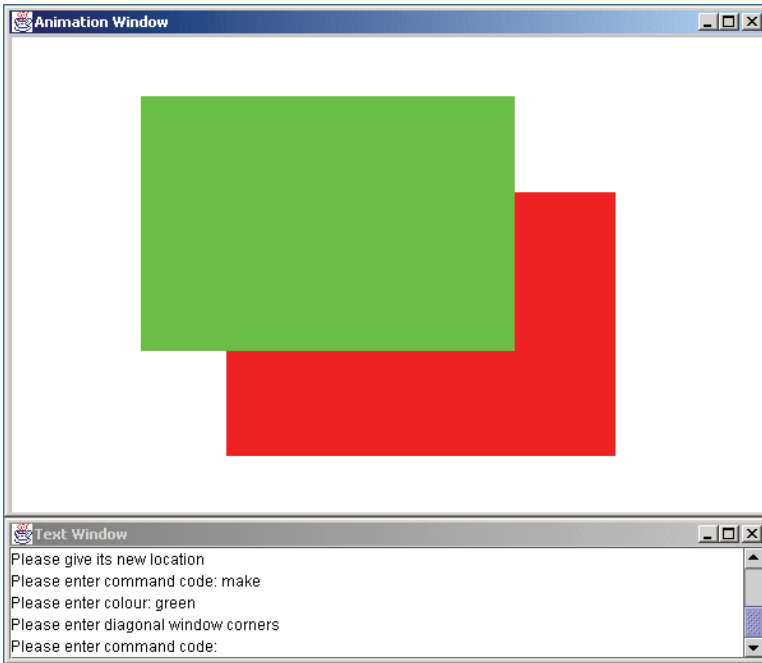 Animation Window
Text Window
Please give its new location
Please enter command code: make
Please enter colour: green
Please enter diagonal window corners
Please enter command code: